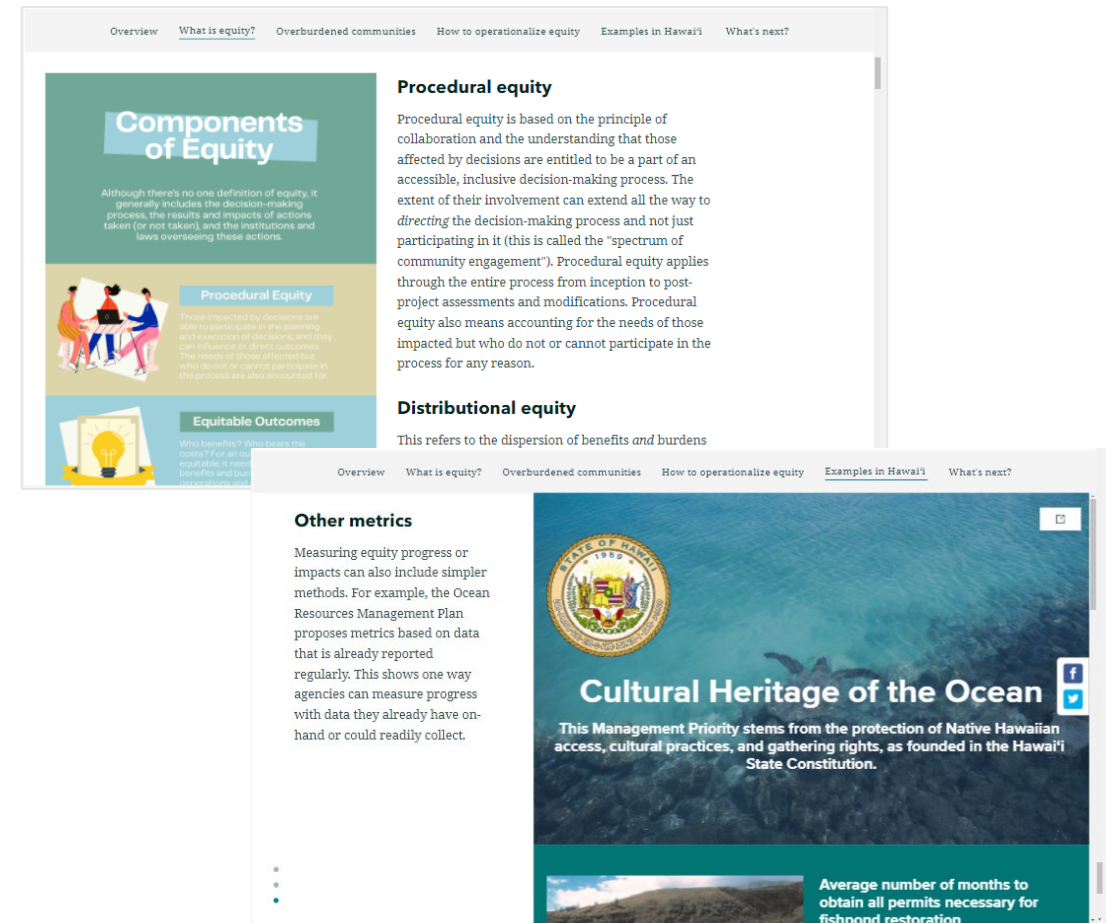 Overview What is equity? Overburdened communities How to operationalize equity Examples in Hawaiʻi What's next?
Components
of Equity
Although there's no one definition of equity, it
generally includes the decision-making
process, the results and impacts of actions
taken (or not taken), and the institutions and
laws overseeing these actions.
Procedural Equity
Those impacted by decisions are
able to participate in the planning
and execution of decisions, and they
can influence or direct outcomes.
The needs of those affected but
who do not or cannot participate in
the process are also accounted for.
Equitable Outcomes
Who benefits? Who bears the
costs? For an
equitable, it need
benefits and
generations and
Procedural equity
Procedural equity is based on the principle of
collaboration and the understanding that those
affected by decisions are entitled to be a part of an
accessible, inclusive decision-making process. The
extent of their involvement can extend all the way to
directing the decision-making process and not just
participating in it (this is called the "spectrum of
community engagement"). Procedural equity applies
through the entire process from inception to post-
project assessments and modifications. Procedural
equity also means accounting for the needs of those
impacted but who do not or cannot participate in the
process for any reason.
Distributional equity
This refers to the dispersion of benefits and burdens
Overview What is equity? Overburdened communities How to operationalize equity Examples in Hawaiʻi What's next?
Other metrics
Measuring equity progress or
impacts can also include simpler
methods. For example, the Ocean
Resources Management Plan
proposes metrics based on data
that is already reported
regularly. This shows one way
agencies can measure progress
with data they already have on-
hand or could readily collect.
STATE OF HAWAII
1959
Cultural Heritage of the Ocean
This Management Priority stems from the protection of Native Hawaiian
access, cultural practices, and gathering rights, as founded in the Hawaiʻi
State Constitution.
Average number of months to
obtain all permits necessary for
fishpond restoration